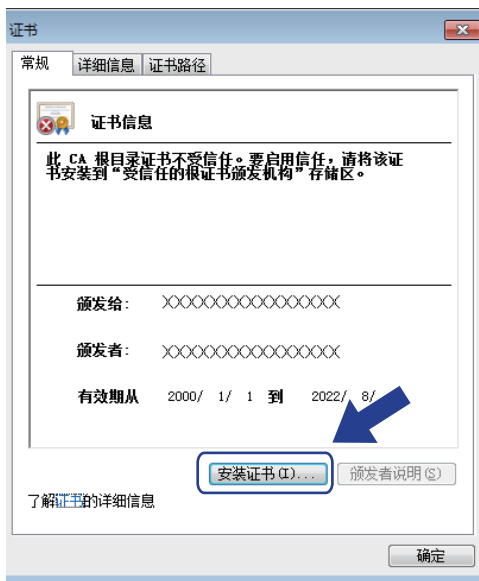 证书
常规 详细信息 证书路径
证书信息
此 CA 根目录证书不受信任。要启用信任，请将该证
书安装到“受信任的根证书颁发机构”存储区。
颁发给: XXXXXXXXXXXXXXXX
颁发者: XXXXXXXXXXXXXXXX
有效期从 2000/ 1/ 1 到 2022/ 8/
安装证书(I)... 颁发者说明(S)
了解证书的详细信息
确定